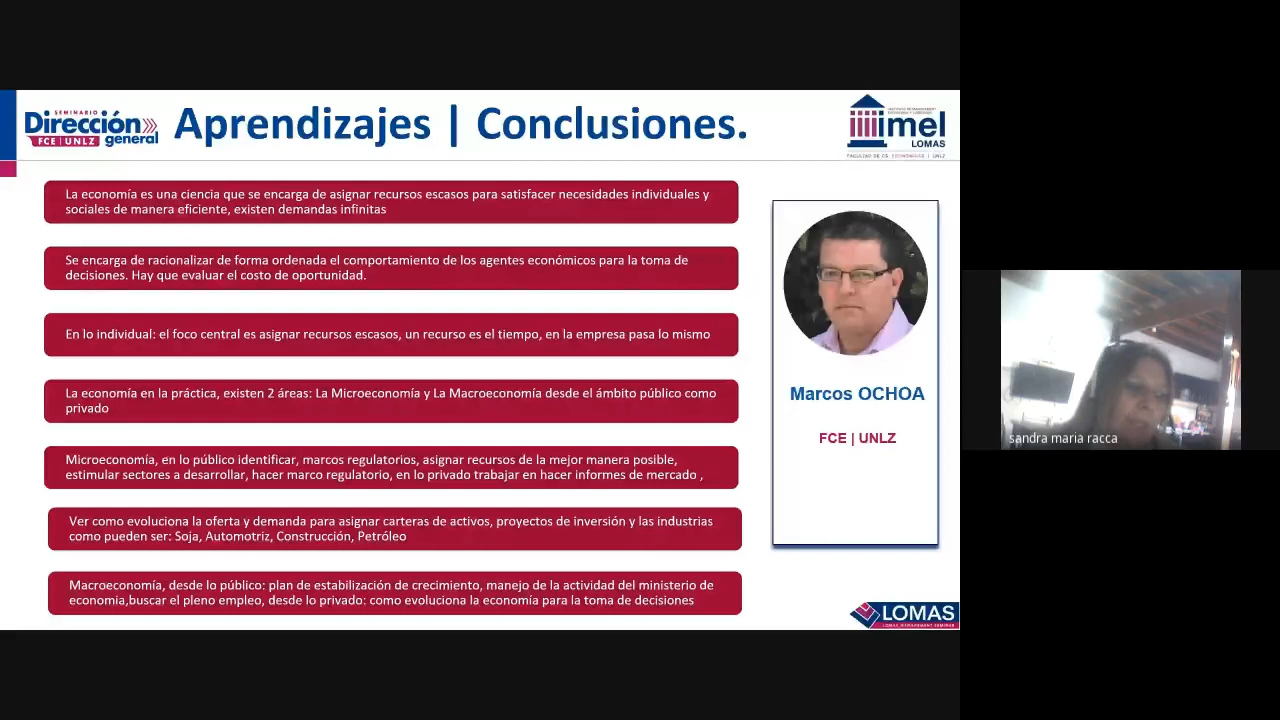 SEMINARIO
Dirección
general
FCE | UNLZ
Aprendizajes | Conclusiones.
imel
LOMAS
FACULTAD DE CS. ECONÓMICAS | UNLZ
La economía es una ciencia que se encarga de asignar recursos escasos para satisfacer necesidades individuales y
sociales de manera eficiente, existen demandas infinitas
Se encarga de racionalizar de forma ordenada el comportamiento de los agentes económicos para la toma de
decisiones. Hay que evaluar el costo de oportunidad.
En lo individual: el foco central es asignar recursos escasos, un recurso es el tiempo, en la empresa pasa lo mismo
La economía en la práctica, existen 2 áreas: La Microeconomía y La Macroeconomía desde el ámbito público como
privado
Microeconomía, en lo público identificar, marcos regulatorios, asignar recursos de la mejor manera posible,
estimular sectores a desarrollar, hacer marco regulatorio, en lo privado trabajar en hacer informes de mercado ,
Ver como evoluciona la oferta y demanda para asignar carteras de activos, proyectos de inversión y las industrias
como pueden ser: Soja, Automotriz, Construcción, Petróleo
Macroeconomía, desde lo público: plan de estabilización de crecimiento, manejo de la actividad del ministerio de
economia,buscar el pleno empleo, desde lo privado: como evoluciona la economía para la toma de decisiones
Marcos OCHOA
FCE | UNLZ
LOMAS
sandra maria racca